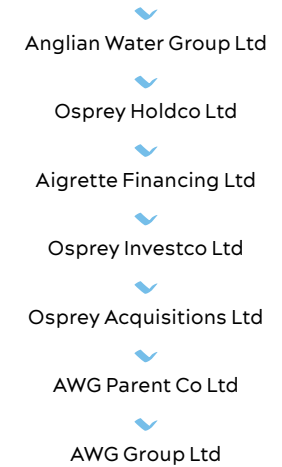 Anglian Water Group Ltd
Osprey Holdco Ltd
Aigrette Financing Ltd
Osprey Investco Ltd
Osprey Acquisitions Ltd
AWG Parent Co Ltd
AWG Group Ltd